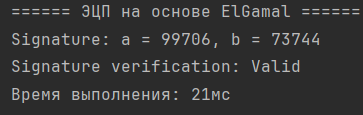 ====== ЭЦП на основе ElGamal ======
Signature: a = 99706, b = 73744
Signature verification: Valid
Время выполнения: 21мс